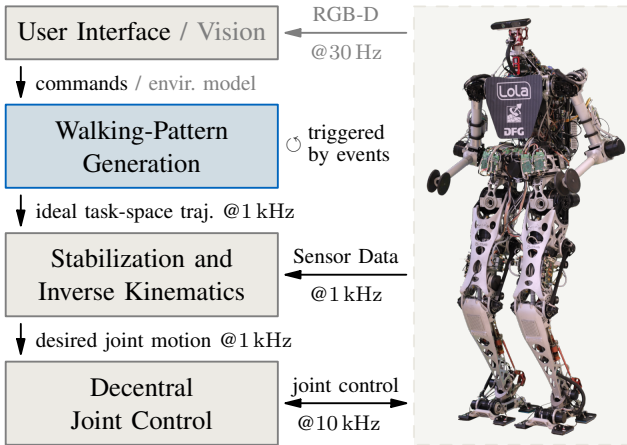 User Interface / Vision
RGB-D
@30 Hz
commands / envir. model
Walking-Pattern
Generation
triggered
by events
ideal task-space traj. @1 kHz
Stabilization and
Inverse Kinematics
Sensor Data
@1 kHz
desired joint motion @1 kHz
Decentral
Joint Control
joint control
@10 kHz
Lola
DFG